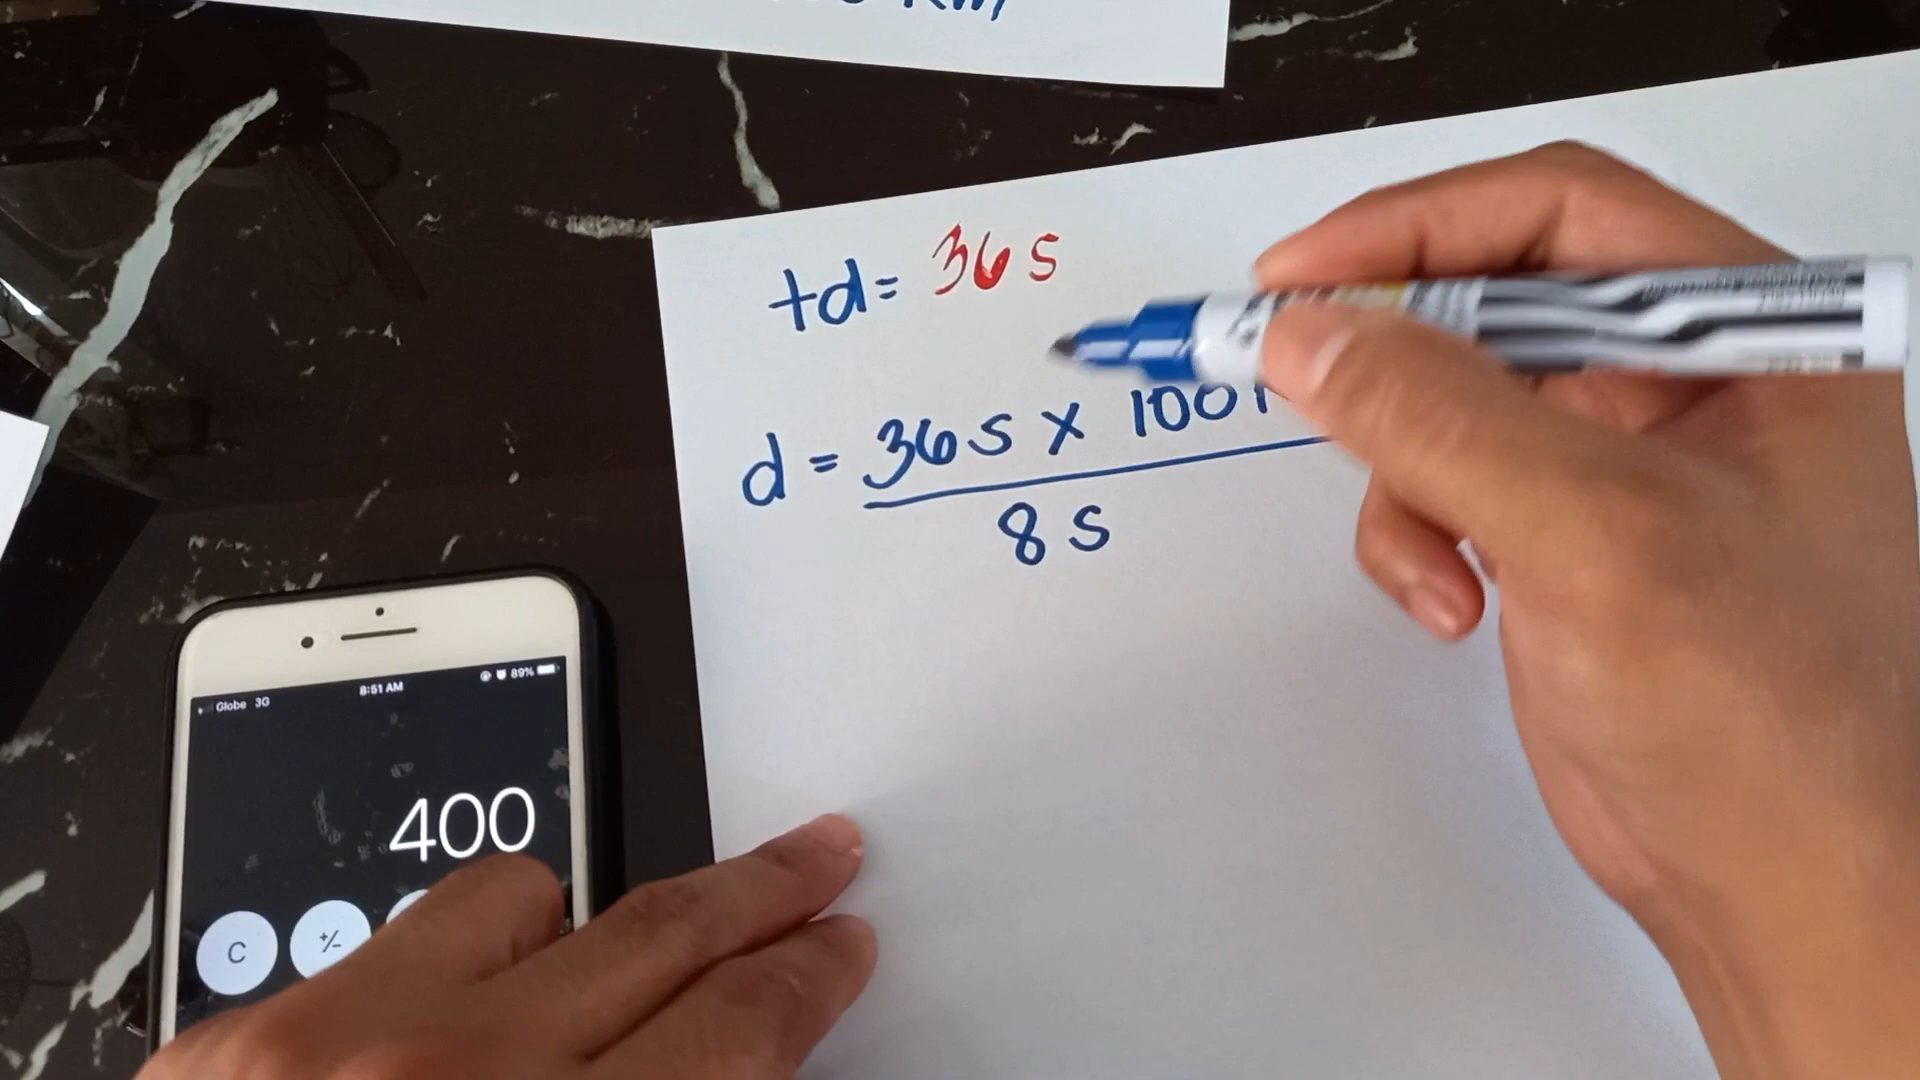 td= 36 s
d = 36 s x 100
8 s
Globe 3G 8:51 AM 89%
400
C +/-